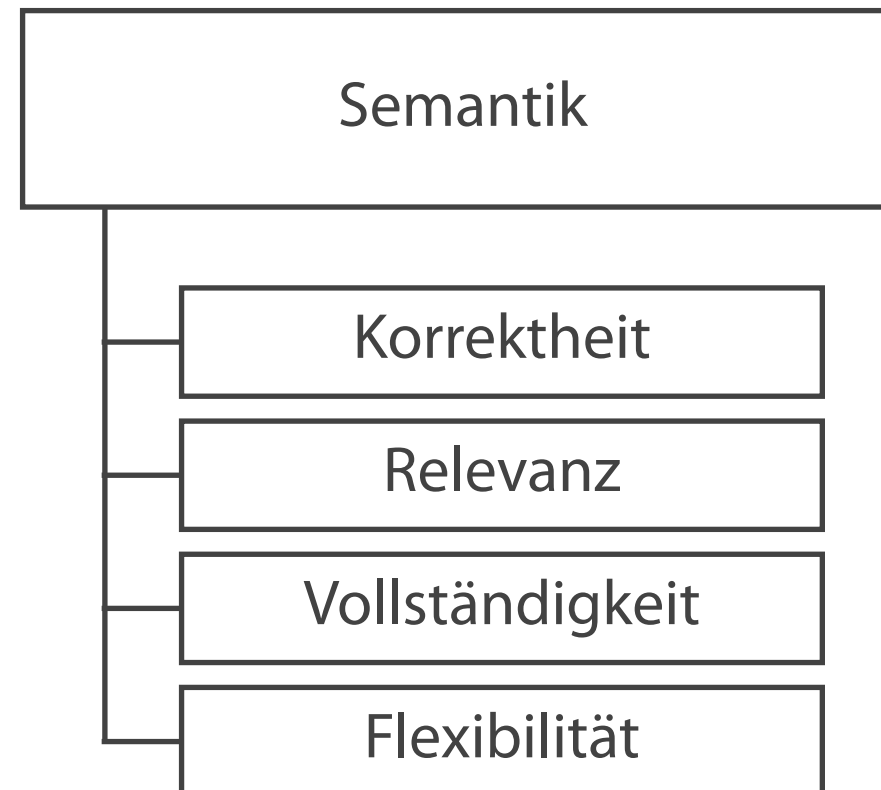 Semantik
Korrektheit
Relevanz
Vollständigkeit
Flexibilität